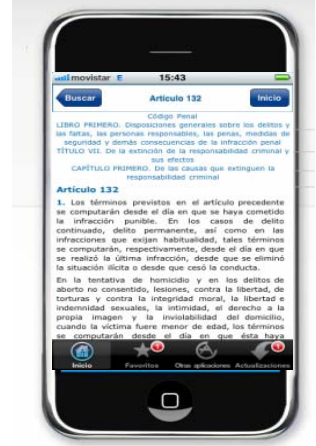 movistar E 15:43
Buscar Artículo 132 Inicio
Código Penal
LIBRO PRIMERO. Disposiciones generales sobre los delitos y
las faltas, las personas responsables, las penas, medidas de
seguridad y demás consecuencias de la infracción penal
TÍTULO VII. De la extinción de la responsabilidad criminal y
sus efectos
CAPÍTULO PRIMERO. De las causas que extinguen la
responsabilidad criminal
Artículo 132
1. Los términos previstos en el artículo precedente
se computarán desde el día en que se haya cometido
la infracción punible. En los casos de delito
continuado, delito permanente, así como en las
infracciones que exijan habitualidad, tales términos
se computarán, respectivamente, desde el día en que
se realizó la última infracción, desde que se eliminó
la situación ilícita o desde que cesó la conducta.
En la tentativa de homicidio y en los delitos de
aborto no consentido, lesiones, contra la libertad, de
torturas y contra la integridad moral, la libertad e
indemnidad sexuales, la intimidad, el derecho a la
propia imagen y la inviolabilidad del domicilio,
cuando la víctima fuere menor de edad, los términos
se computarán desde el día en que ésta haya
Inicio Favoritos Otras aplicaciones Actualizaciones